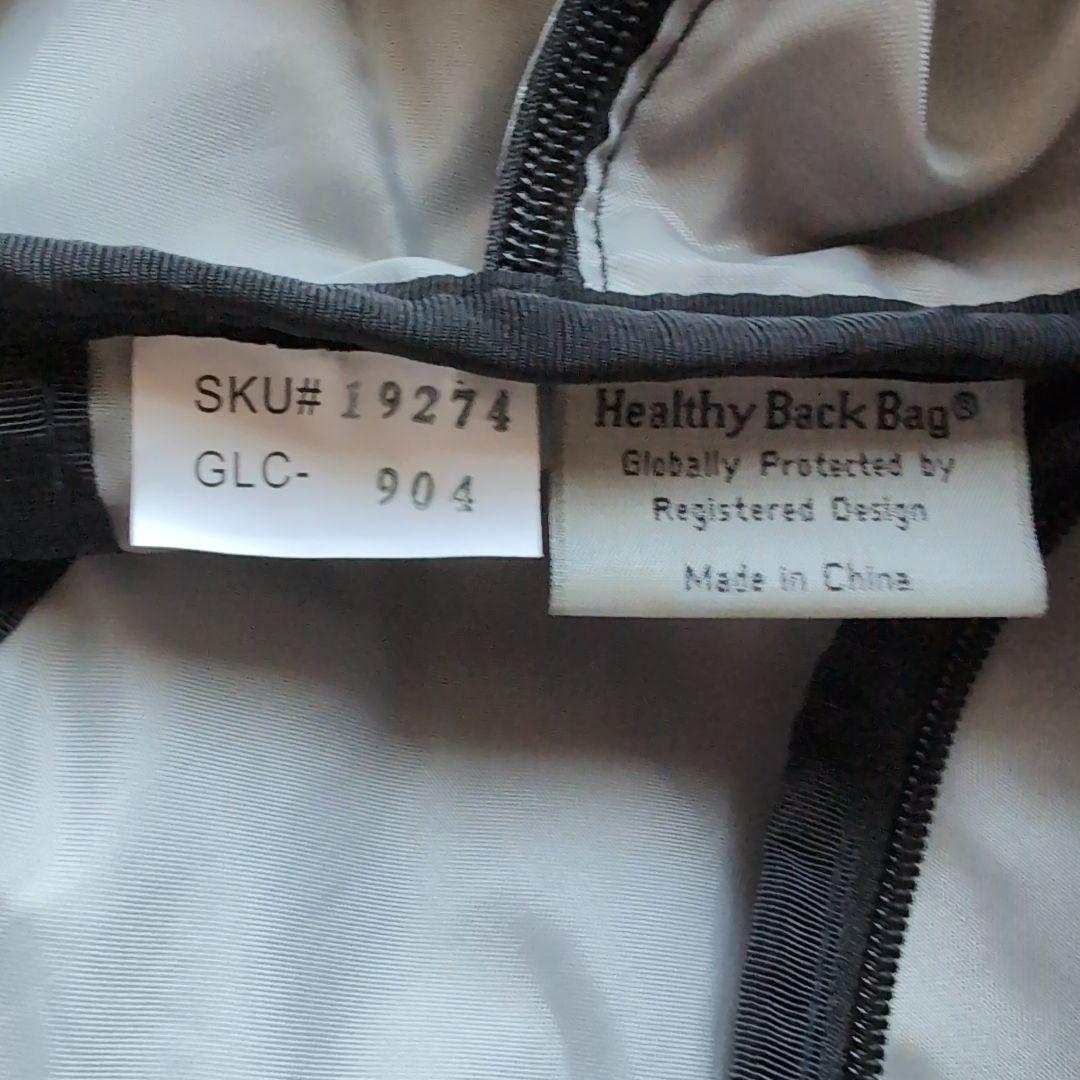 SKU# 19274
GLC- 904
Healthy Back Bag®
Globally Protected by
Registered Design
Made in China